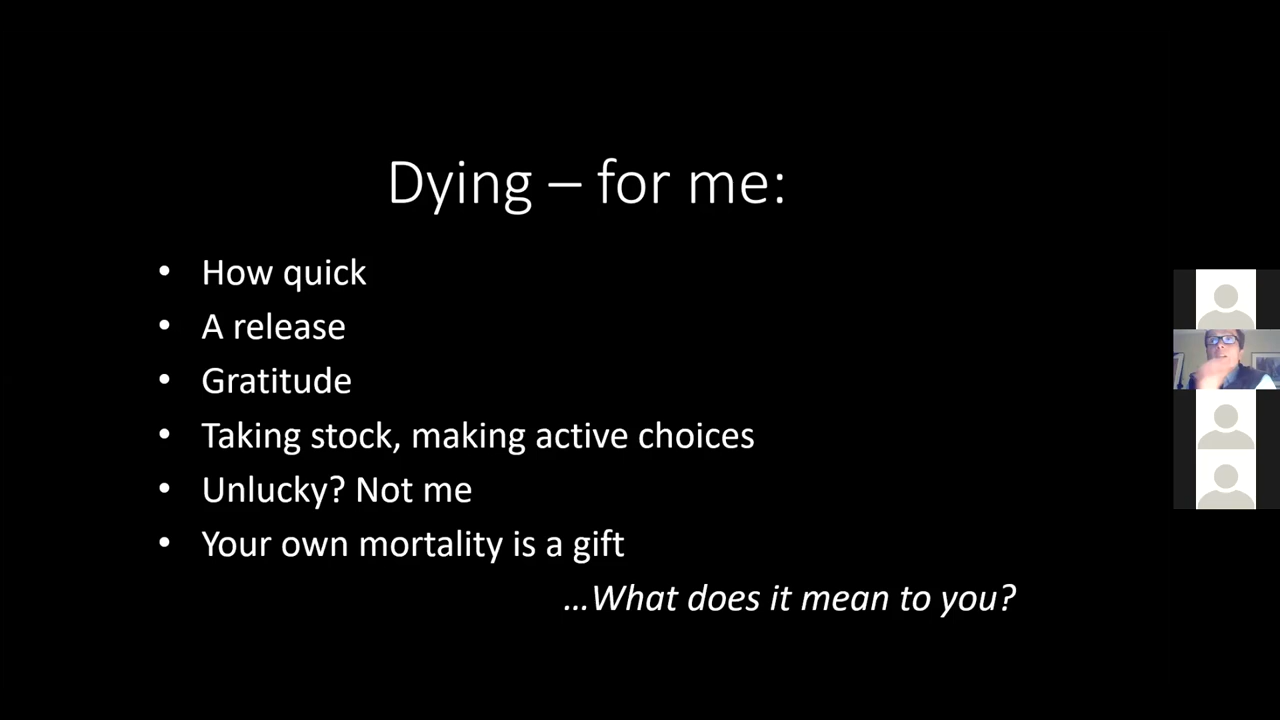 Dying – for me:
• How quick
• A release
• Gratitude
• Taking stock, making active choices
• Unlucky? Not me
• Your own mortality is a gift
…What does it mean to you?